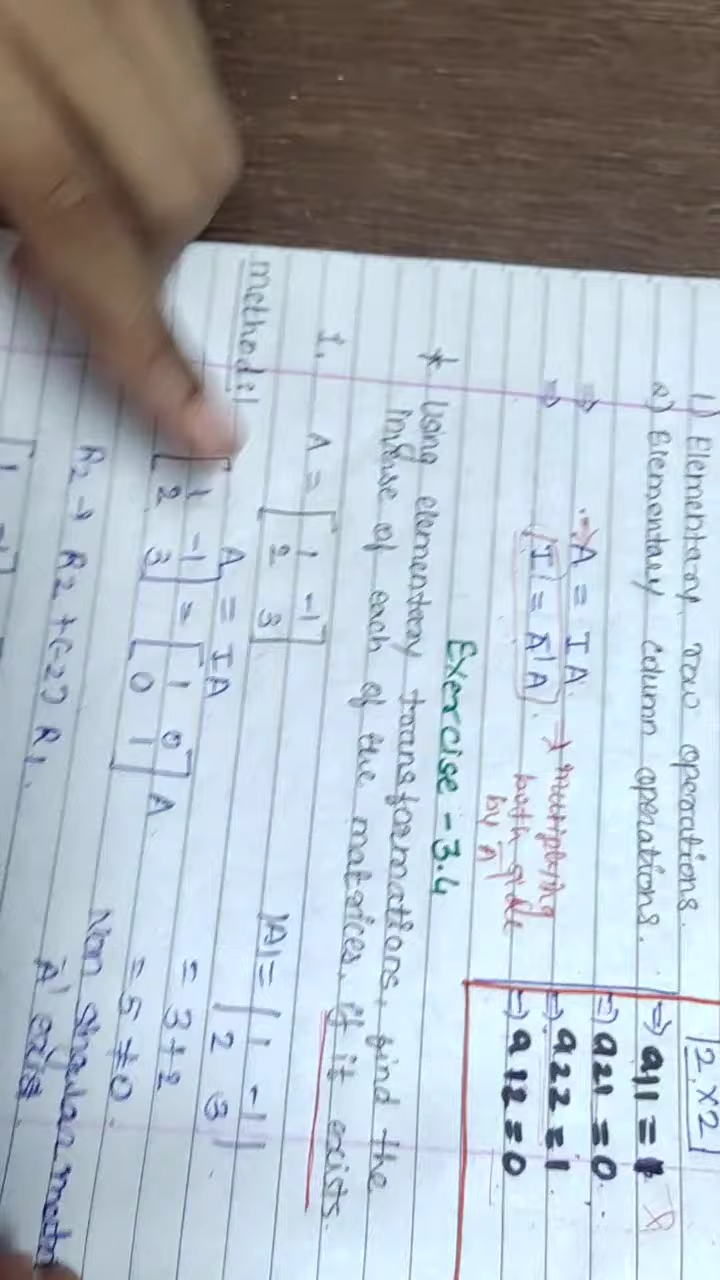 1) Elementary row operations.
2) Elementary column operations.
⇒ ∴⇒ A = IA.
⇒ I = A⁻¹A. → multiplying
both side
by A⁻¹
2×2
⇒ a11 = 1
⇒ a21 = 0
⇒ a22 = 1
⇒ a12 = 0
Exercise - 3.4
* Using elementary transformations, find the
inverse of each of the matrices, if it exists.
1. A = [1 -1
2 3]
method:1
A = IA
[1 -1
2 3] = [1 0
0 1] A.
R2 → R2 + (-2) R1.
|A| = |1 -1
2 3|
= 3+2
= 5 ≠ 0.
Non singular
A⁻¹ exists.